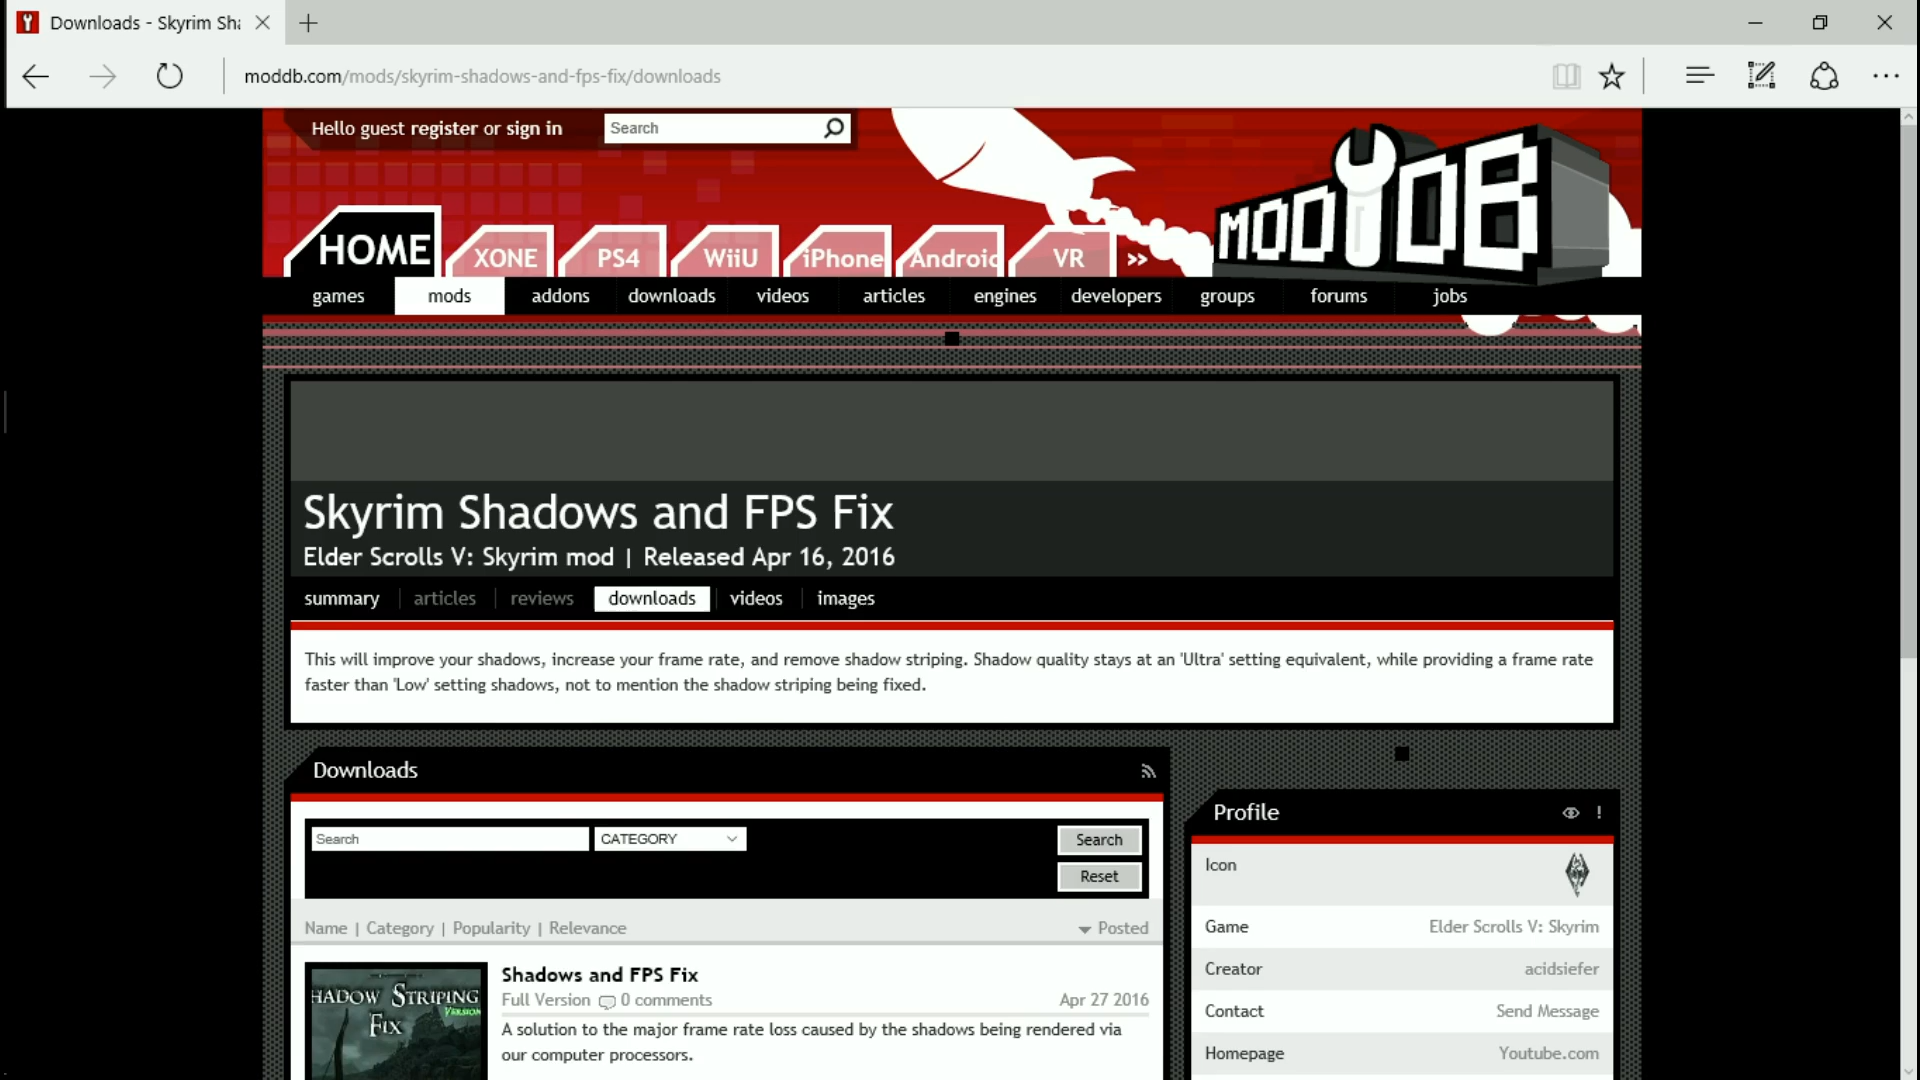 Downloads - Skyrim Sha
moddb.com/mods/skyrim-shadows-and-fps-fix/downloads
Hello guest register or sign in
Search
MOD DB
HOME XONE PS4 WiiU iPhone Android VR »
games mods addons downloads videos articles engines developers groups forums jobs
Skyrim Shadows and FPS Fix
Elder Scrolls V: Skyrim mod | Released Apr 16, 2016
summary articles reviews downloads videos images
This will improve your shadows, increase your frame rate, and remove shadow striping. Shadow quality stays at an 'Ultra' setting equivalent, while providing a frame rate
faster than 'Low' setting shadows, not to mention the shadow striping being fixed.
Downloads
Search CATEGORY Search
Reset
Name | Category | Popularity | Relevance Posted
HADOW STRIPING
VERSION
FIX
Shadows and FPS Fix
Full Version 0 comments Apr 27 2016
A solution to the major frame rate loss caused by the shadows being rendered via
our computer processors.
Profile
Icon
Game Elder Scrolls V: Skyrim
Creator acidsiefer
Contact Send Message
Homepage Youtube.com